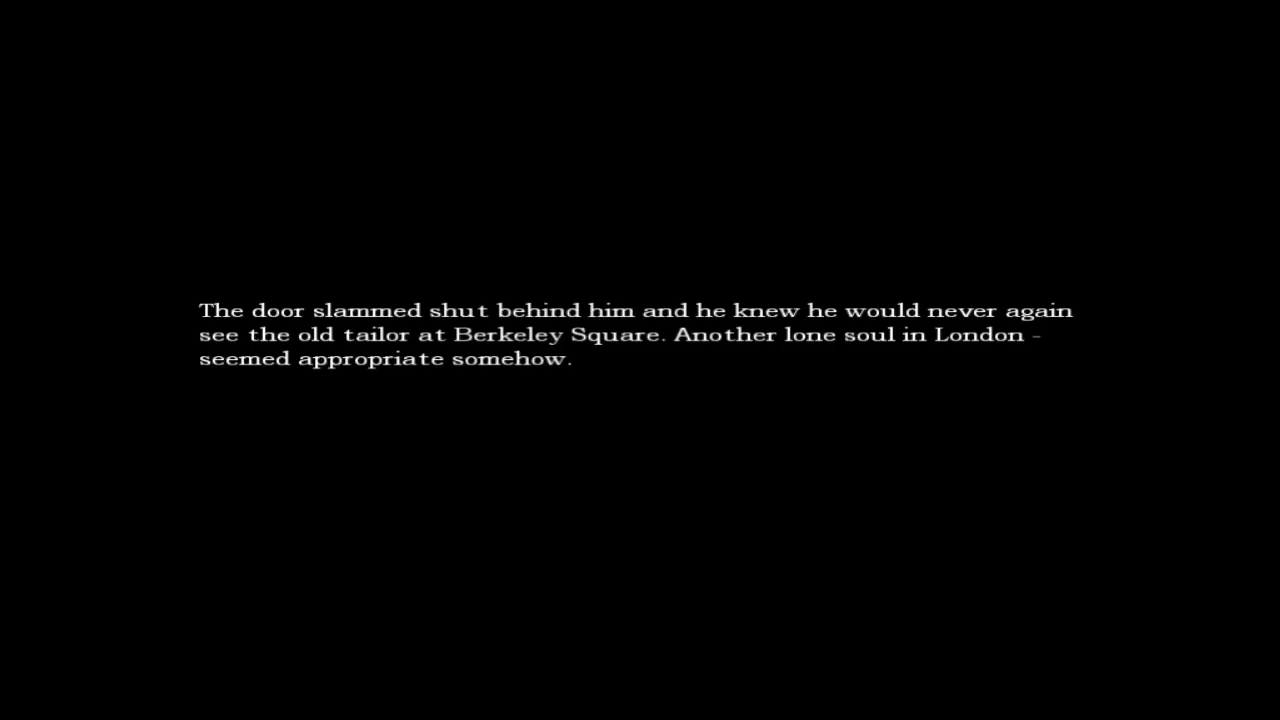 The door slammed shut behind him and he knew he would never again
see the old tailor at Berkeley Square. Another lone soul in London -
seemed appropriate somehow.